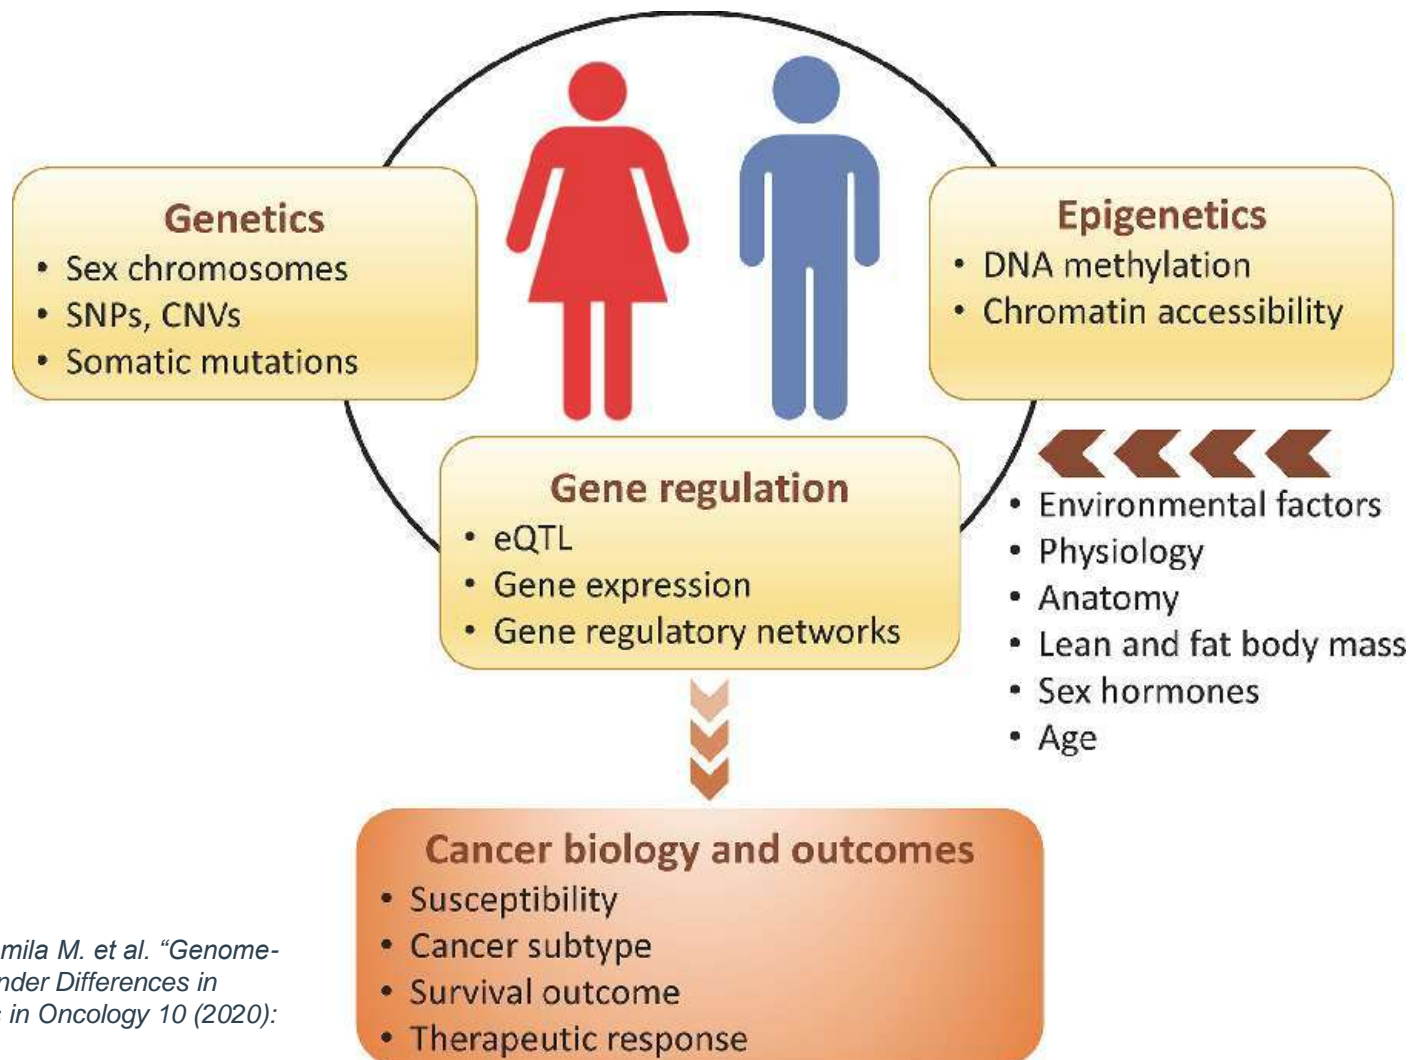 Genetics
• Sex chromosomes
• SNPs, CNVs
• Somatic mutations
Epigenetics
• DNA methylation
• Chromatin accessibility
Gene regulation
• eQTL
• Gene expression
• Gene regulatory networks
• Environmental factors
• Physiology
• Anatomy
• Lean and fat body mass
• Sex hormones
• Age
Cancer biology and outcomes
• Susceptibility
• Cancer subtype
• Survival outcome
• Therapeutic response
mila M. et al. “Genome-
nder Differences in
s in Oncology 10 (2020):